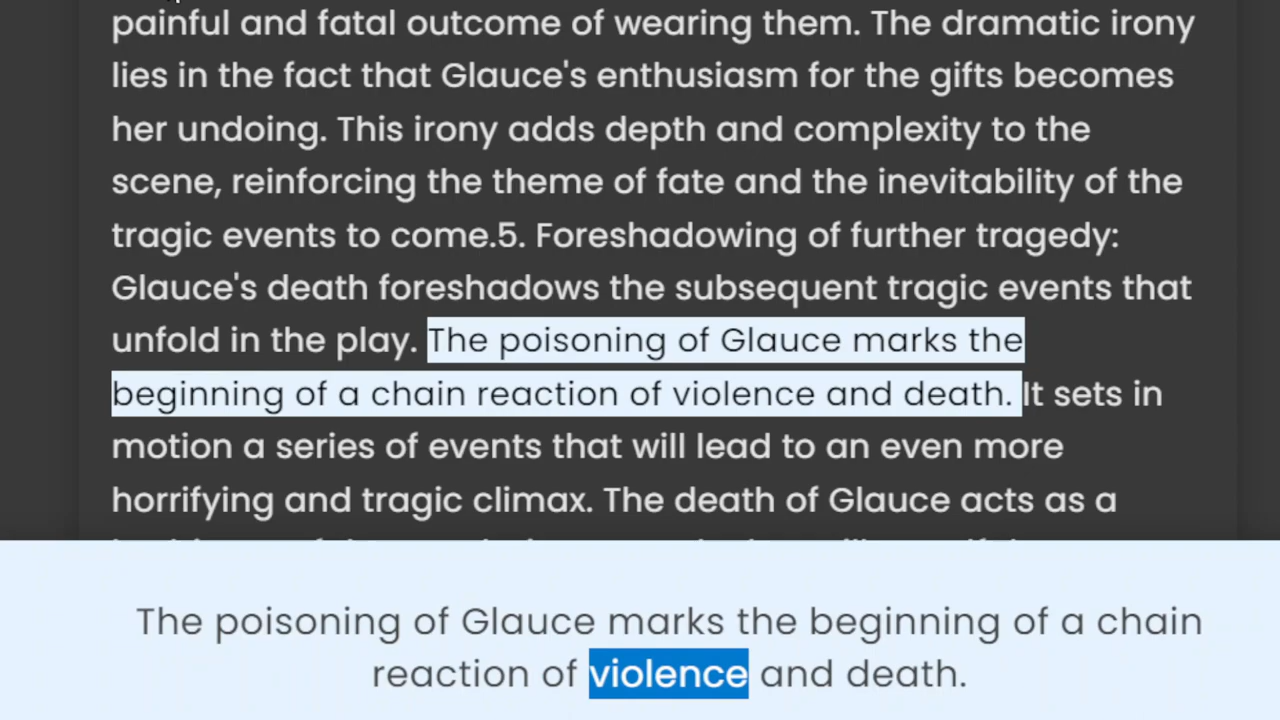 painful and fatal outcome of wearing them. The dramatic irony
lies in the fact that Glauce's enthusiasm for the gifts becomes
her undoing. This irony adds depth and complexity to the
scene, reinforcing the theme of fate and the inevitability of the
tragic events to come.5. Foreshadowing of further tragedy:
Glauce's death foreshadows the subsequent tragic events that
unfold in the play. The poisoning of Glauce marks the
beginning of a chain reaction of violence and death. It sets in
motion a series of events that will lead to an even more
horrifying and tragic climax. The death of Glauce acts as a
The poisoning of Glauce marks the beginning of a chain
reaction of violence and death.